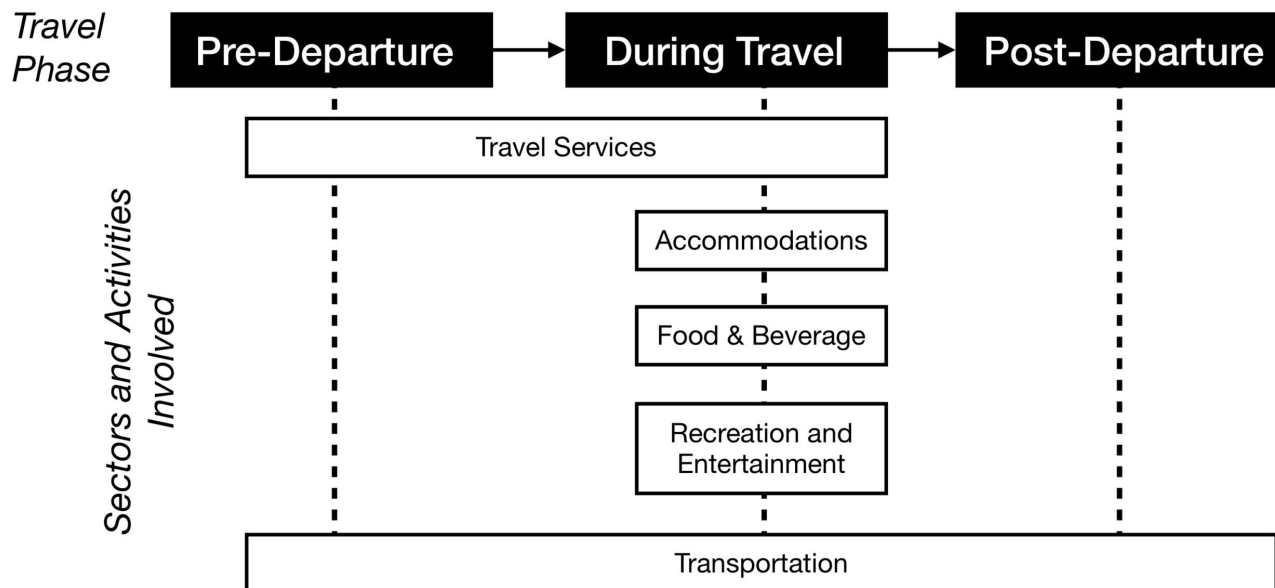 Travel
Phase
Pre-Departure
During Travel
Post-Departure
Travel Services
Accommodations
Food & Beverage
Recreation and
Entertainment
Transportation
Sectors and Activities
Involved